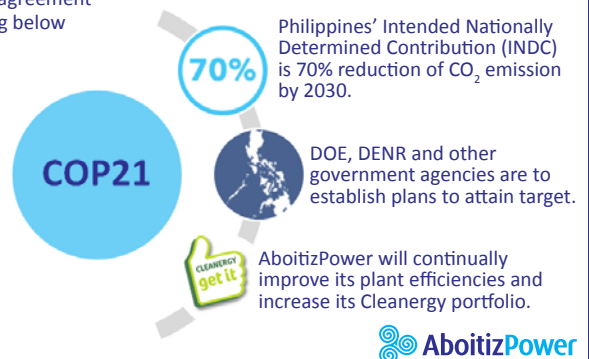 agreement
g below
COP21
70%
Philippines’ Intended Nationally
Determined Contribution (INDC)
is 70% reduction of CO₂ emission
by 2030.
DOE, DENR and other
government agencies are to
establish plans to attain target.
CLEANERGY
get it
AboitizPower will continually
improve its plant efficiencies and
increase its Cleanergy portfolio.
AboitizPower